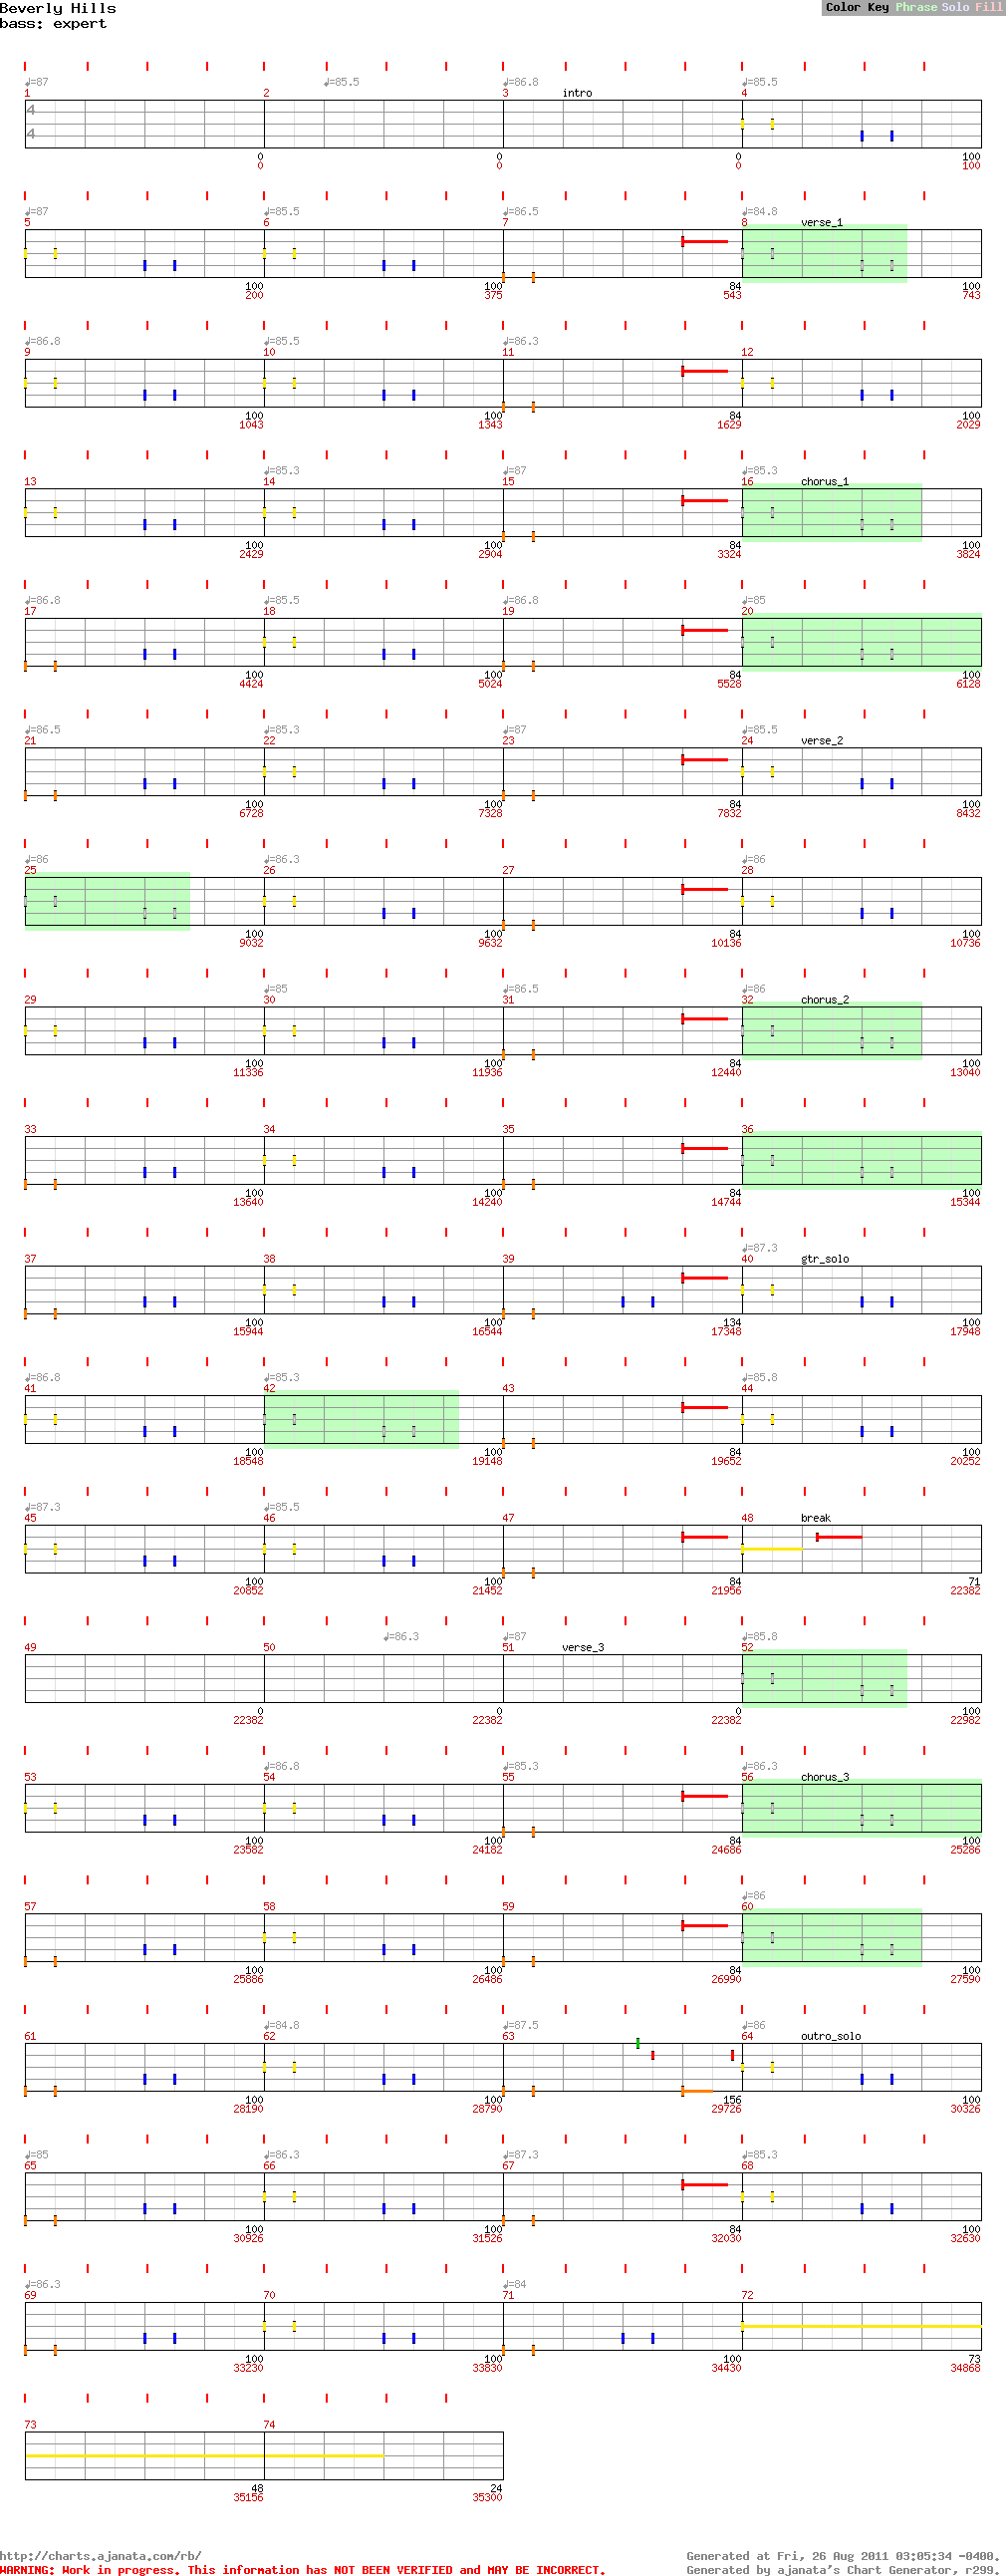 Beverly Hills
Color Key Phrase Solo Fill
bass: expert
♩=87 ♩=85.5 ♩=86.8 ♩=85.5
1 2 3 intro 4
4
4
0 0 0 100
0 0 0 100
♩=87 ♩=85.5 ♩=86.5 ♩=84.8
5 6 7 8 verse_1
100 100 84 100
200 375 543 743
♩=86.8 ♩=85.5 ♩=86.3
9 10 11 12
100 100 84 100
1043 1343 1629 2029
♩=85.3 ♩=87 ♩=85.3
13 14 15 16 chorus_1
100 100 84 100
2429 2904 3324 3824
♩=86.8 ♩=85.5 ♩=86.8 ♩=85
17 18 19 20
100 100 84 100
4424 5024 5528 6128
♩=86.5 ♩=85.3 ♩=87 ♩=85.5
21 22 23 24 verse_2
100 100 84 100
6728 7328 7832 8432
♩=86 ♩=86.3 ♩=86
25 26 27 28
100 100 84 100
9032 9632 10136 10736
♩=85 ♩=86.5 ♩=86
29 30 31 32 chorus_2
100 100 84 100
11336 11936 12440 13040
33 34 35 36
100 100 84 100
13640 14240 14744 15344
♩=87.3
37 38 39 40 gtr_solo
100 100 134 100
15944 16544 17348 17948
♩=86.8 ♩=85.3 ♩=85.8
41 42 43 44
100 100 84 100
18548 19148 19652 20252
♩=87.3 ♩=85.5
45 46 47 48 break
100 100 84 71
20852 21452 21956 22382
♩=86.3 ♩=87 ♩=85.8
49 50 51 verse_3 52
0 0 0 100
22382 22382 22382 22982
♩=86.8 ♩=85.3 ♩=86.3
53 54 55 56 chorus_3
100 100 84 100
23582 24182 24686 25286
♩=86
57 58 59 60
100 100 84 100
25886 26486 26990 27590
♩=84.8 ♩=87.5 ♩=86
61 62 63 64 outro_solo
100 100 156 100
28190 28790 29726 30326
♩=85 ♩=86.3 ♩=87.3 ♩=85.3
65 66 67 68
100 100 84 100
30926 31526 32030 32630
♩=86.3 ♩=84
69 70 71 72
100 100 100 73
33230 33830 34430 34868
73 74
48 24
35156 35300
http://charts.ajanata.com/rb/
Generated at Fri, 26 Aug 2011 03:05:34 -0400.
WARNING: Work in progress. This information has NOT BEEN VERIFIED and MAY BE INCORRECT.
Generated by ajanata's Chart Generator, r299.